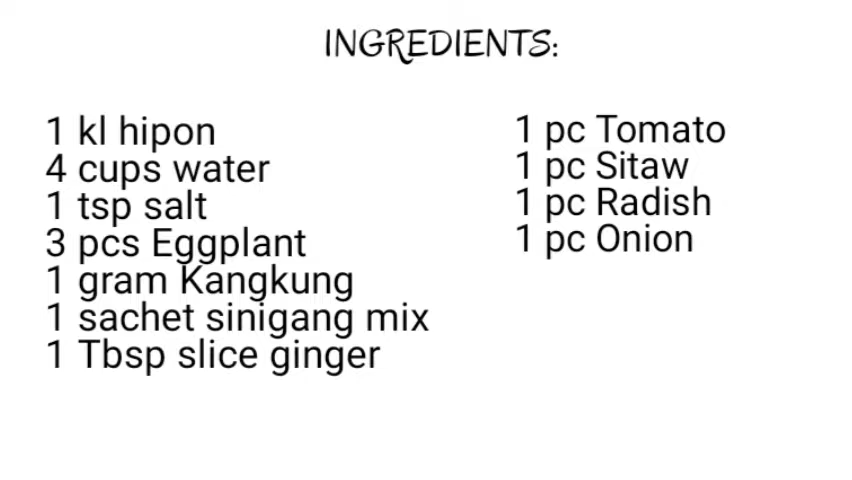 INGREDIENTS:
1 kl hipon
4 cups water
1 tsp salt
3 pcs Eggplant
1 gram Kangkung
1 sachet sinigang mix
1 Tbsp slice ginger
1 pc Tomato
1 pc Sitaw
1 pc Radish
1 pc Onion